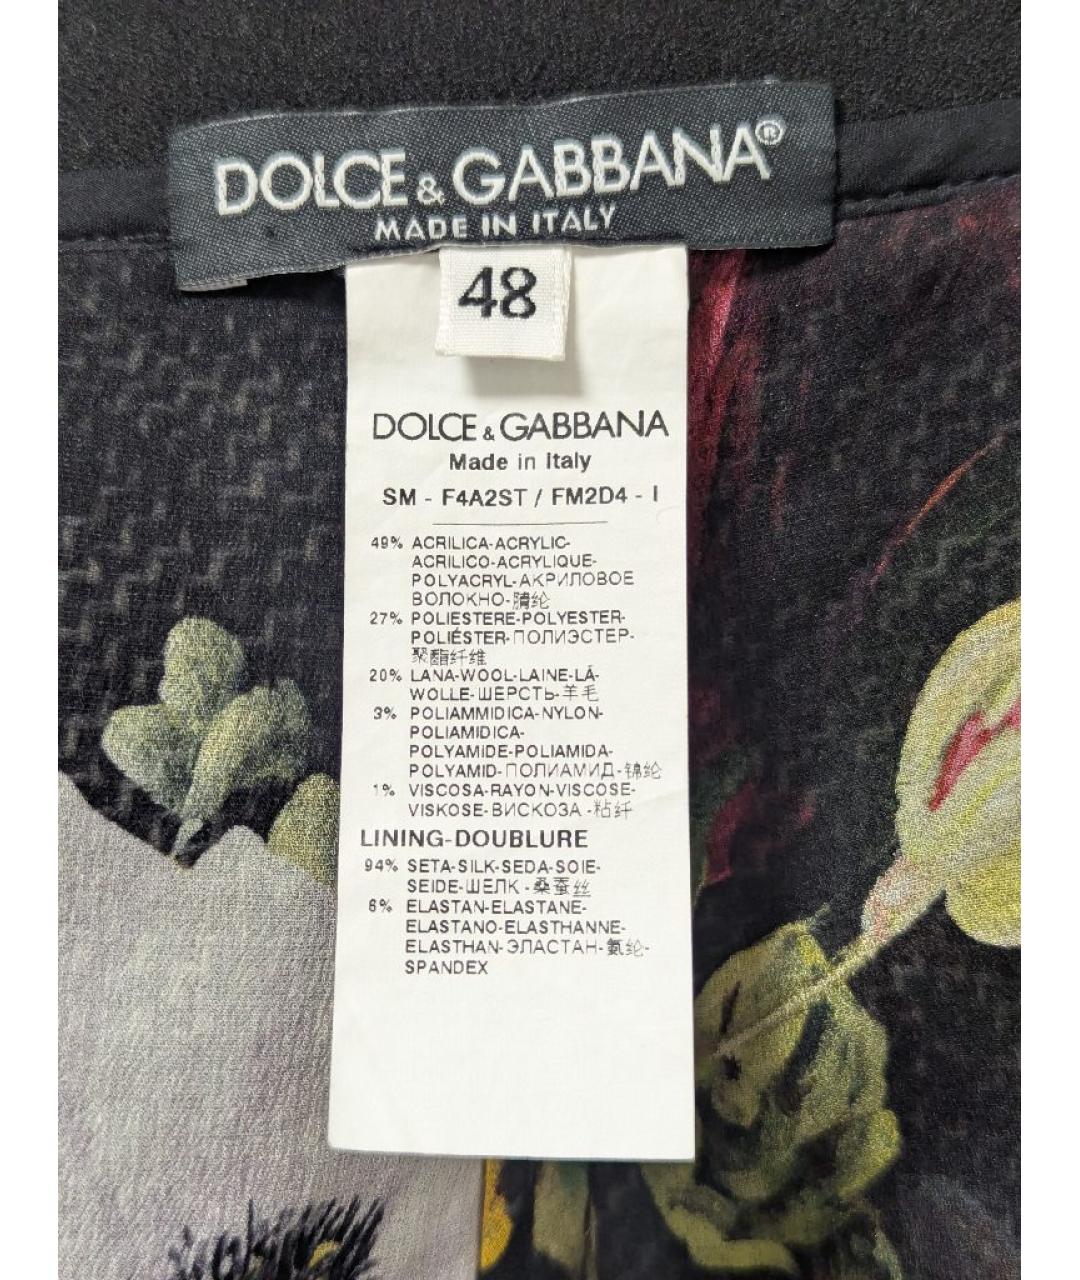 DOLCE & GABBANA®
MADE IN ITALY
48
DOLCE & GABBANA
Made in Italy
SM - F4A2ST / FM2D4 - I
49% ACRILICA-ACRYLIC-
ACRILICO-ACRYLIQUE-
POLYACRYL-АКРИЛОВОЕ
ВОЛОКНО-腈纶
27% POLIESTERE-POLYESTER-
POLIÉSTER-ПОЛИЭСТЕР-
聚酯纤维
20% LANA-WOOL-LAINE-LÁ-
WOLLE-ШЕРСТЬ-羊毛
3% POLIAMMIDICA-NYLON-
POLIAMIDICA-
POLYAMIDE-POLIAMIDA-
POLYAMID-ПОЛИАМИД-锦纶
1% VISCOSA-RAYON-VISCOSE-
VISKOSE-ВИСКОЗА -粘纤
LINING-DOUBLURE
94% SETA-SILK-SEDA-SOIE-
SEIDE-ШЕЛК -桑蚕丝
6% ELASTAN-ELASTANE-
ELASTANO-ELASTHANNE-
ELASTHAN-ЭЛАСТАН-氨纶-
SPANDEX